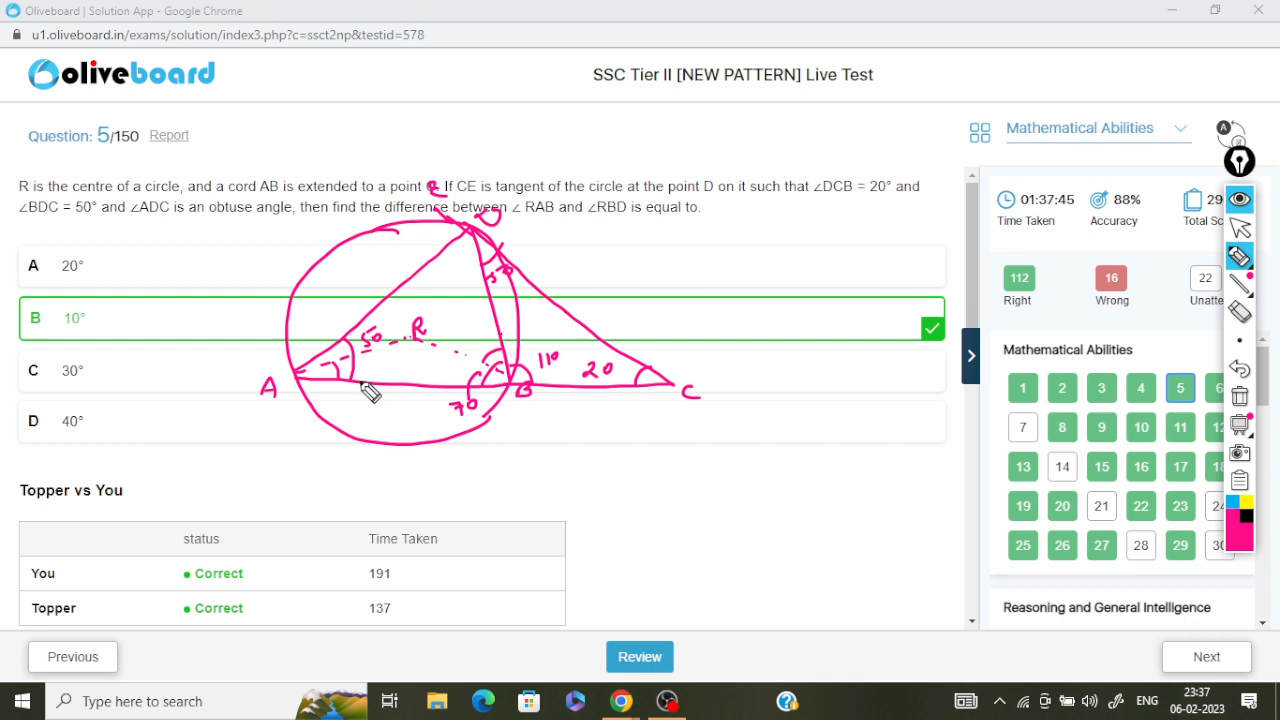 Oliveboard | Solution App - Google Chrome
u1.oliveboard.in/exams/solution/index3.php?c=ssct2np&testid=578
oliveboard
SSC Tier II [NEW PATTERN] Live Test
Question: 5/150 Report
Mathematical Abilities
A
R is the centre of a circle, and a cord AB is extended to a point If CE is tangent of the circle at the point D on it such that ∠DCB = 20° and
∠BDC = 50° and ∠ADC is an obtuse angle, then find the difference between ∠ RAB and ∠RBD is equal to.
A 20°
B 10°
C 30°
D 40°
E
D
50
50
R
110
20
A
70
B
C
Topper vs You
status Time Taken
You Correct 191
Topper Correct 137
01:37:45 88% 29
Time Taken Accuracy Total Sc
112 16 22
Right Wrong Unatte
Mathematical Abilities
1 2 3 4 5 6
7 8 9 10 11 12
13 14 15 16 17 18
19 20 21 22 23 24
25 26 27 28 29 30
Reasoning and General Intelligence
Previous Review Next
Type here to search
ENG
23:37
06-02-2023